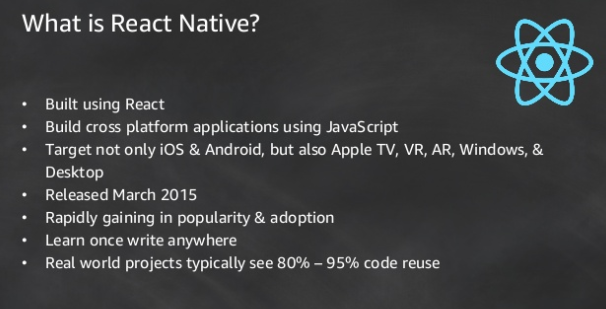 What is React Native?
• Built using React
• Build cross platform applications using JavaScript
• Target not only iOS & Android, but also Apple TV, VR, AR, Windows, &
Desktop
• Released March 2015
• Rapidly gaining in popularity & adoption
• Learn once write anywhere
• Real world projects typically see 80% – 95% code reuse